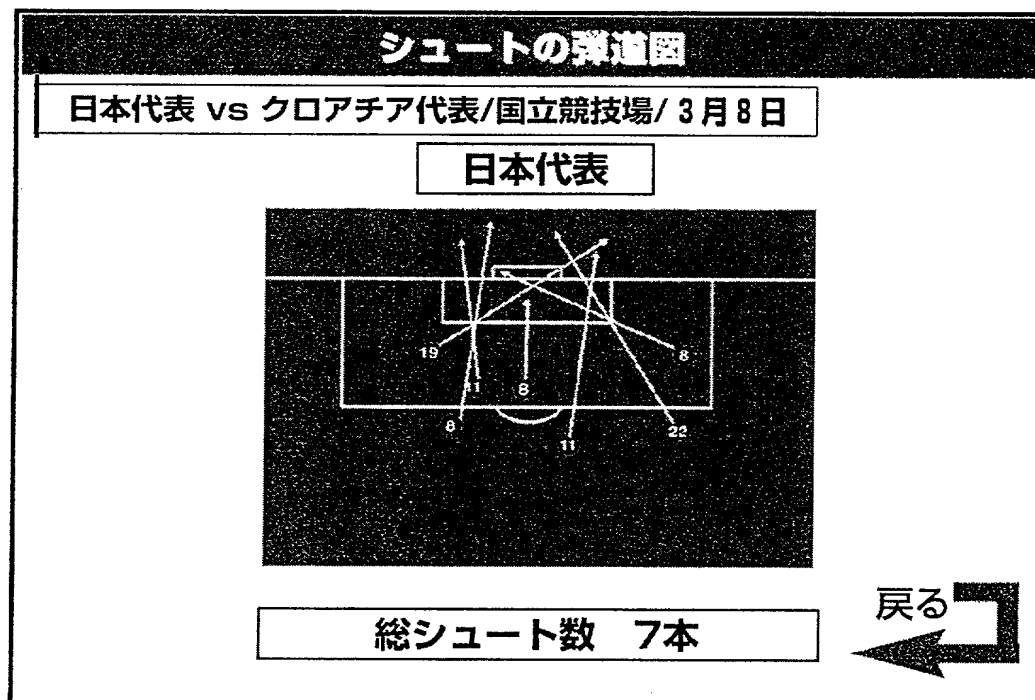 シュートの弾道図
日本代表 vs クロアチア代表/国立競技場/ 3月8日
日本代表
19
11
8
8
8
11
22
総シュート数 7本
戻る